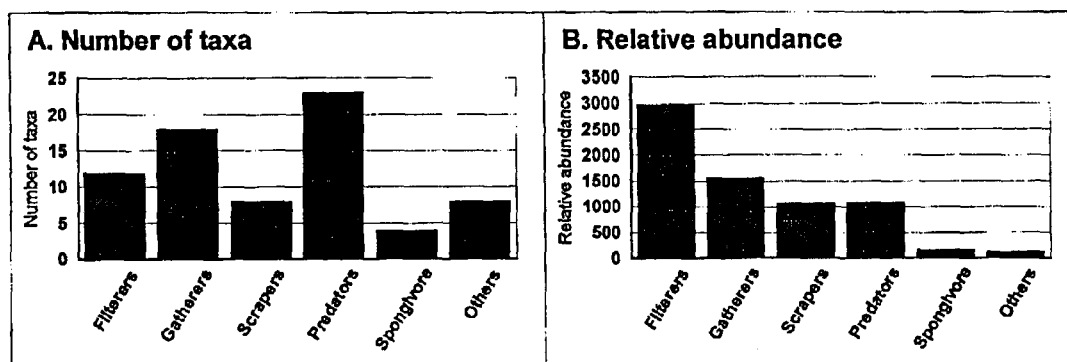 A. Number of taxa
Number of taxa
25
20
15
10
5
0
Filterers
Gatherers
Scrapers
Predators
Spongivore
Others
B. Relative abundance
Relative abundance
3500
3000
2500
2000
1500
1000
500
0
Filterers
Gatherers
Scrapers
Predators
Spongivore
Others